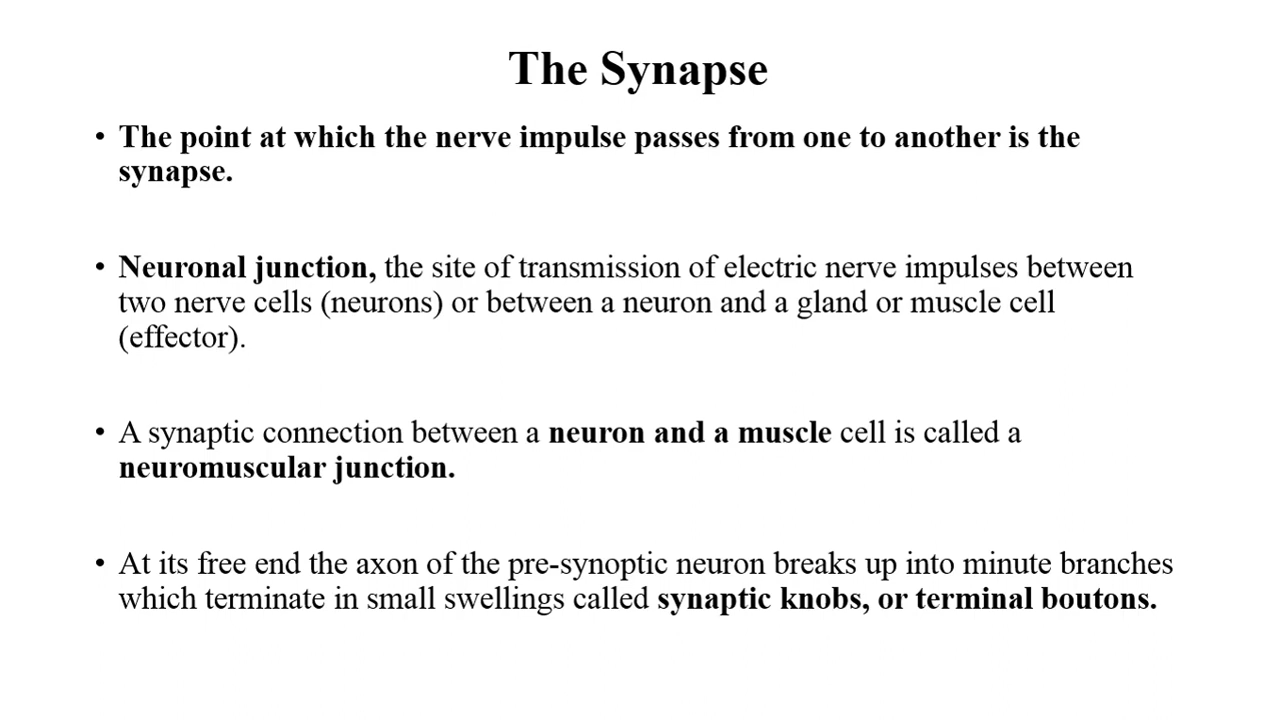 The Synapse
• The point at which the nerve impulse passes from one to another is the
synapse.
• Neuronal junction, the site of transmission of electric nerve impulses between
two nerve cells (neurons) or between a neuron and a gland or muscle cell
(effector).
• A synaptic connection between a neuron and a muscle cell is called a
neuromuscular junction.
• At its free end the axon of the pre-synoptic neuron breaks up into minute branches
which terminate in small swellings called synaptic knobs, or terminal boutons.